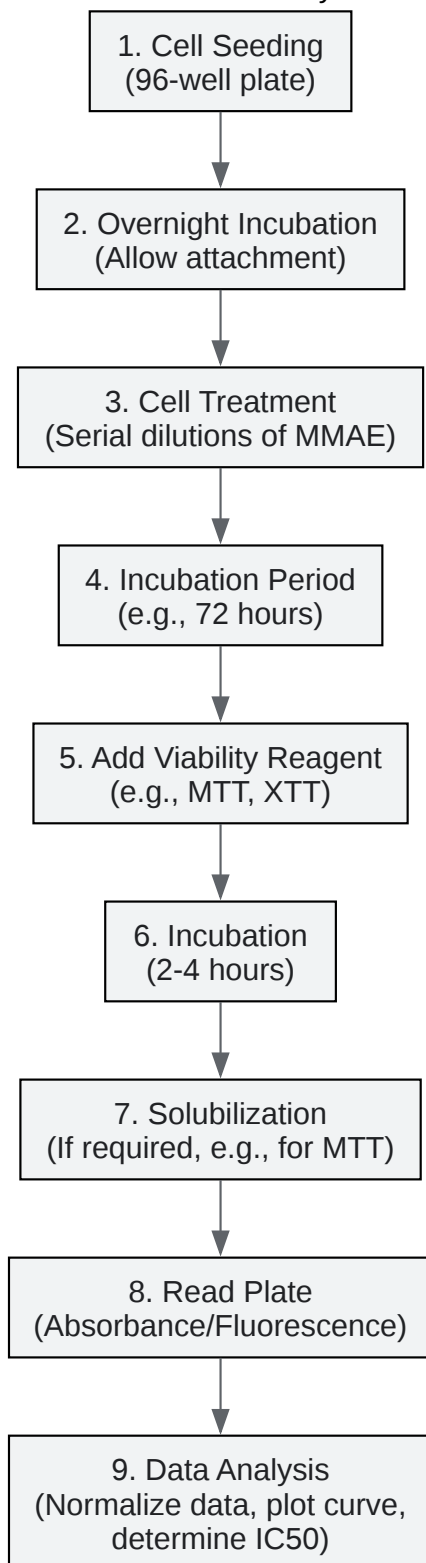 1. Cell Seeding
(96-well plate)
2. Overnight Incubation
(Allow attachment)
3. Cell Treatment
(Serial dilutions of MMAE)
4. Incubation Period
(e.g., 72 hours)
5. Add Viability Reagent
(e.g., MTT, XTT)
6. Incubation
(2-4 hours)
7. Solubilization
(If required, e.g., for MTT)
8. Read Plate
(Absorbance/Fluorescence)
9. Data Analysis
(Normalize data, plot curve,
determine IC50)